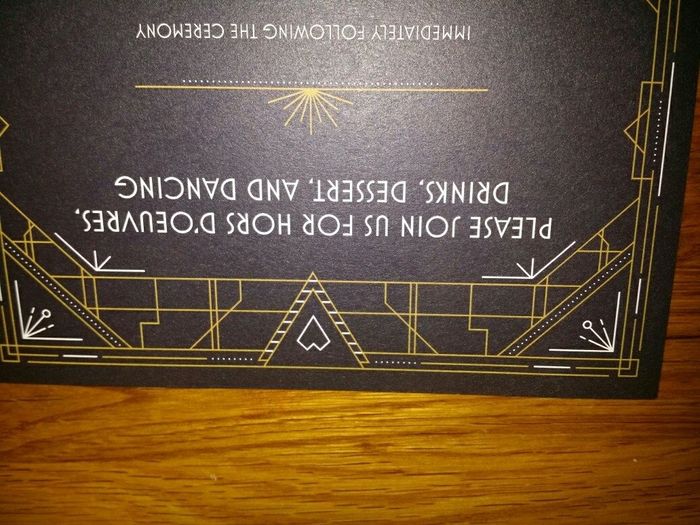 PLEASE JOIN US FOR HORS D'OEUVRES,
DRINKS, DESSERT, AND DANCING
IMMEDIATELY FOLLOWING THE CEREMONY